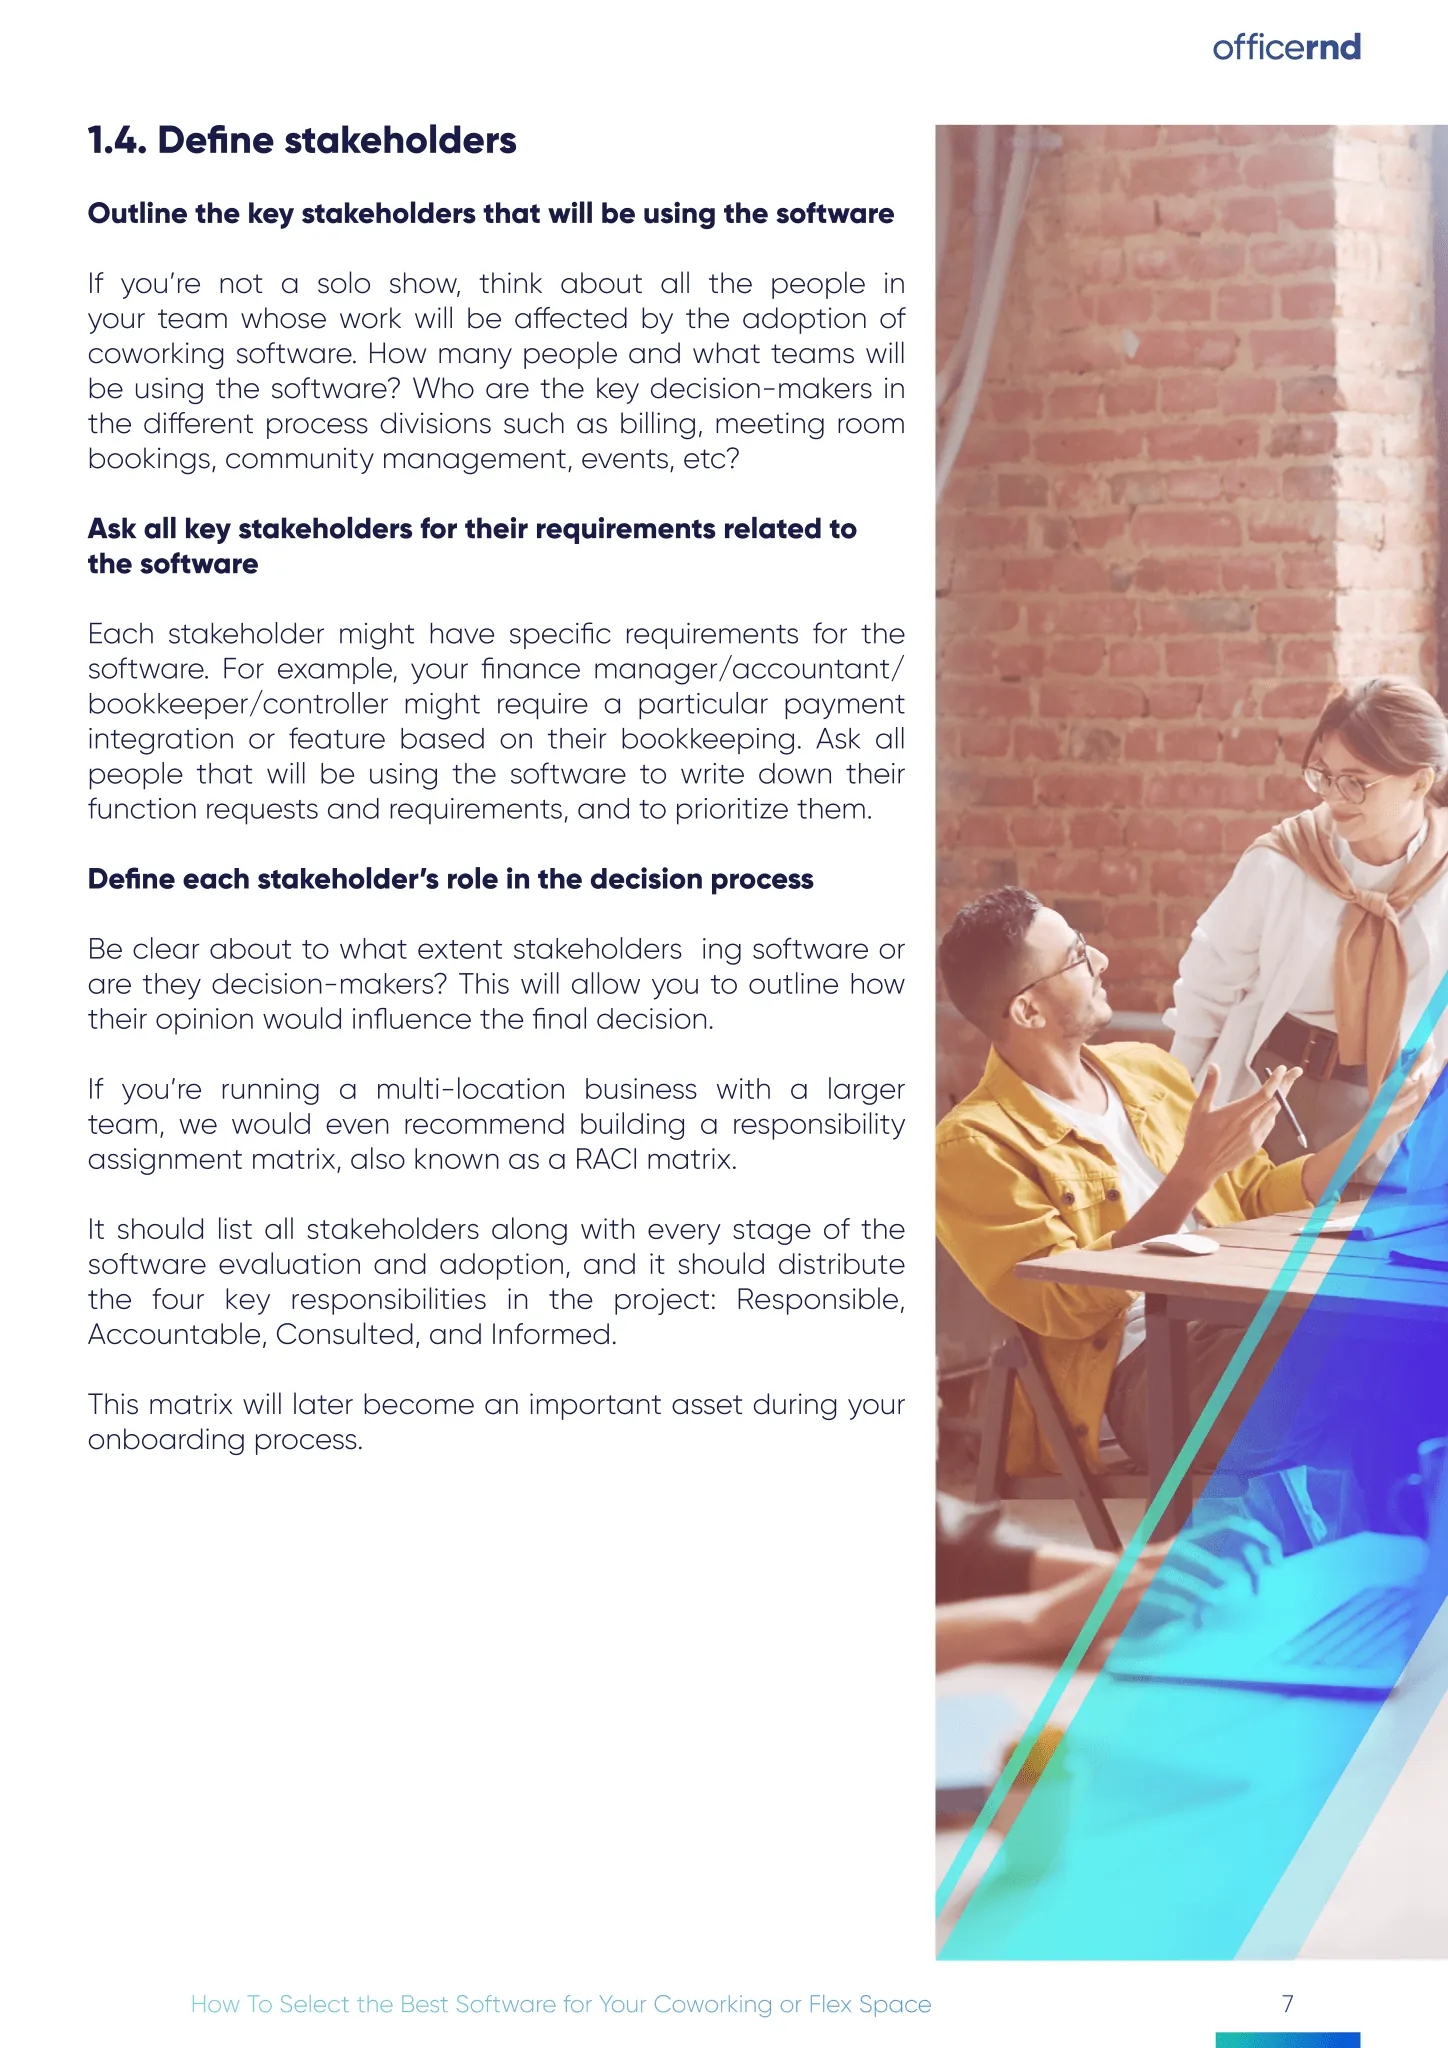 officernd
1.4. Define stakeholders
Outline the key stakeholders that will be using the software
If you're not a solo show, think about all the people in
your team whose work will be affected by the adoption of
coworking software. How many people and what teams will
be using the software? Who are the key decision-makers in
the different process divisions such as billing, meeting room
bookings, community management, events, etc?
Ask all key stakeholders for their requirements related to
the software
Each stakeholder might have specific requirements for the
software. For example, your finance manager/accountant/
bookkeeper/controller might require a particular payment
integration or feature based on their bookkeeping. Ask all
people that will be using the software to write down their
function requests and requirements, and to prioritize them.
Define each stakeholder's role in the decision process
Be clear about to what extent stakeholders  ing software or
are they decision-makers? This will allow you to outline how
their opinion would influence the final decision.
If you're running a multi-location business with a larger
team, we would even recommend building a responsibility
assignment matrix, also known as a RACI matrix.
It should list all stakeholders along with every stage of the
software evaluation and adoption, and it should distribute
the four key responsibilities in the project: Responsible,
Accountable, Consulted, and Informed.
This matrix will later become an important asset during your
onboarding process.
How To Select the Best Software for Your Coworking or Flex Space
7